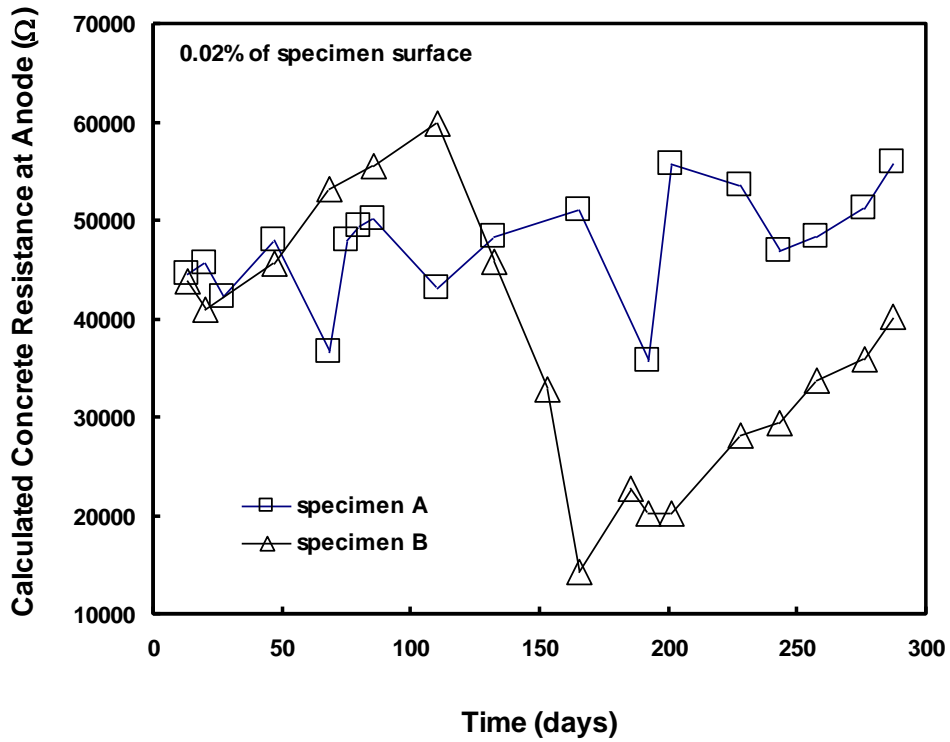 Calculated Concrete Resistance at Anode (Ω)
70000
60000
50000
40000
30000
20000
10000
0.02% of specimen surface
specimen A
specimen B
0 50 100 150 200 250 300
Time (days)